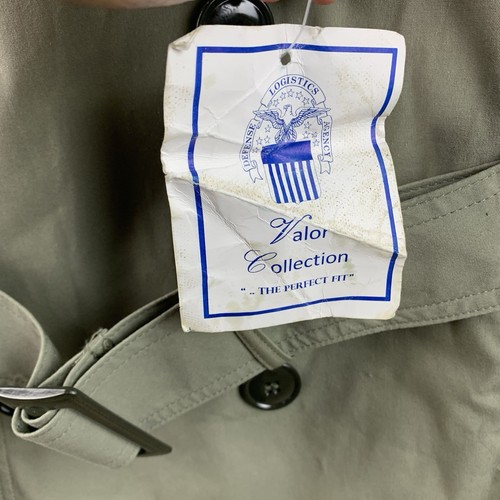 DEFENSE LOGISTICS AGENCY
Valor
Collection
" .. THE PERFECT FIT"